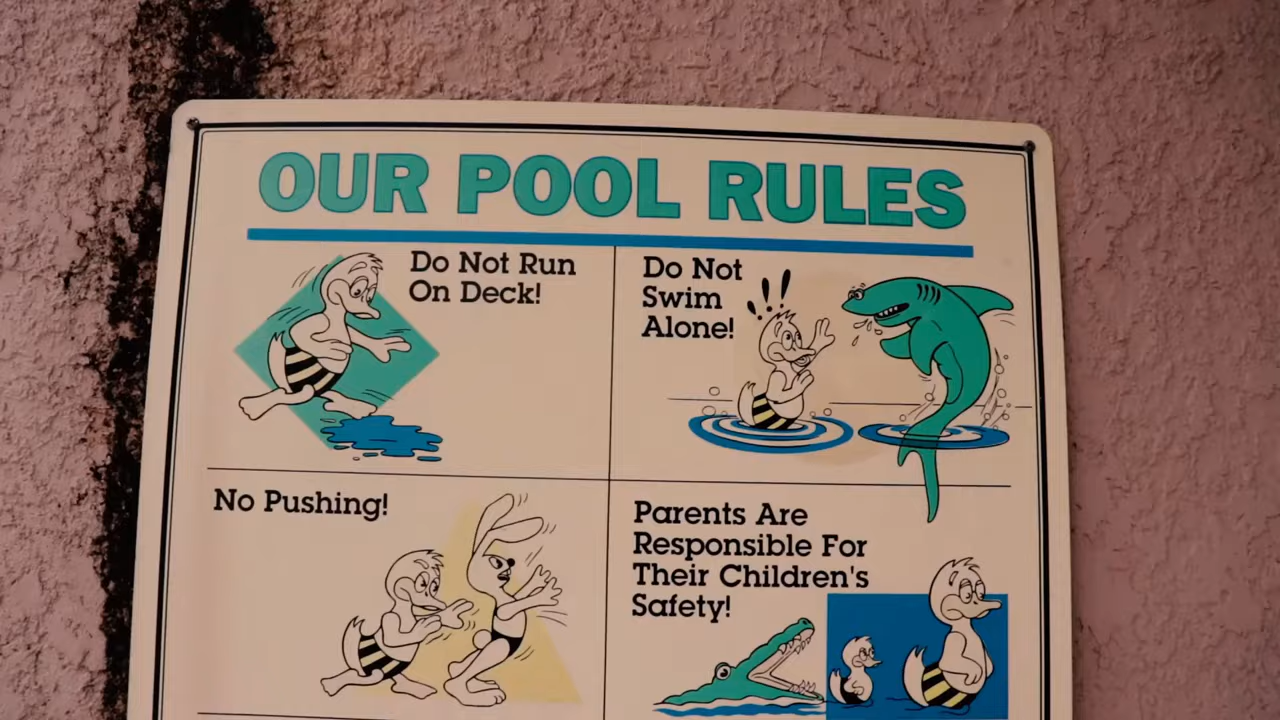 OUR POOL RULES
Do Not Run
On Deck!
Do Not
Swim
Alone!
No Pushing!
Parents Are
Responsible For
Their Children's
Safety!